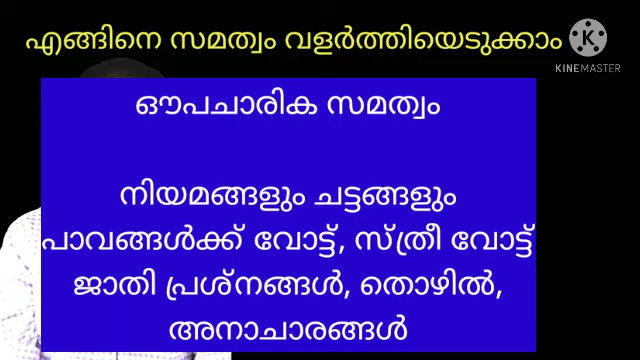 എങ്ങിനെ സമത്വം വളർത്തിയെടുക്കാം
K
KINEMASTER
ഔപചാരിക സമത്വം
നിയമങ്ങളും ചട്ടങ്ങളും
പാവങ്ങൾക്ക് വോട്ട്, സ്ത്രീ വോട്ട്
ജാതി പ്രശ്നങ്ങൾ, തൊഴിൽ,
അനാചാരങ്ങൾ